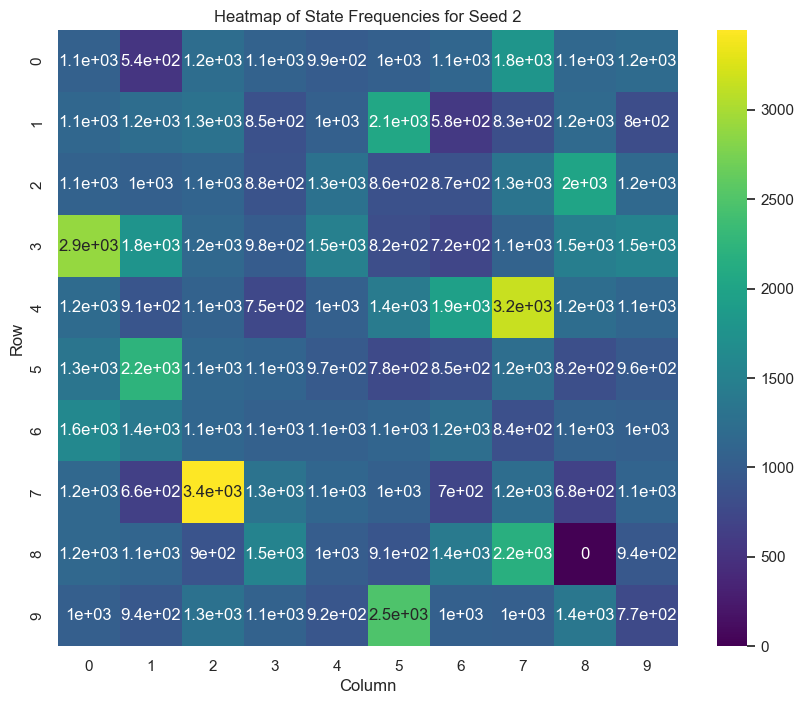 Heatmap of State Frequencies for Seed 2
0 1.1e+03 5.4e+02 1.2e+03 1.1e+03 9.9e+02 1e+03 1.1e+03 1.8e+03 1.1e+03 1.2e+03
1 1.1e+03 1.2e+03 1.3e+03 8.5e+02 1e+03 2.1e+03 5.8e+02 8.3e+02 1.2e+03 8e+02
2 1.1e+03 1e+03 1.1e+03 8.8e+02 1.3e+03 8.6e+02 8.7e+02 1.3e+03 2e+03 1.2e+03
3 2.9e+03 1.8e+03 1.2e+03 9.8e+02 1.5e+03 8.2e+02 7.2e+02 1.1e+03 1.5e+03 1.5e+03
4 1.2e+03 9.1e+02 1.1e+03 7.5e+02 1e+03 1.4e+03 1.9e+03 3.2e+03 1.2e+03 1.1e+03
5 1.3e+03 2.2e+03 1.1e+03 1.1e+03 9.7e+02 7.8e+02 8.5e+02 1.2e+03 8.2e+02 9.6e+02
6 1.6e+03 1.4e+03 1.1e+03 1.1e+03 1.1e+03 1.1e+03 1.2e+03 8.4e+02 1.1e+03 1e+03
7 1.2e+03 6.6e+02 3.4e+03 1.3e+03 1.1e+03 1e+03 7e+02 1.2e+03 6.8e+02 1.1e+03
8 1.2e+03 1.1e+03 9e+02 1.5e+03 1e+03 9.1e+02 1.4e+03 2.2e+03 0 9.4e+02
9 1e+03 9.4e+02 1.3e+03 1.1e+03 9.2e+02 2.5e+03 1e+03 1e+03 1.4e+03 7.7e+02
0 1 2 3 4 5 6 7 8 9
Column
Row
3000
2500
2000
1500
1000
500
0